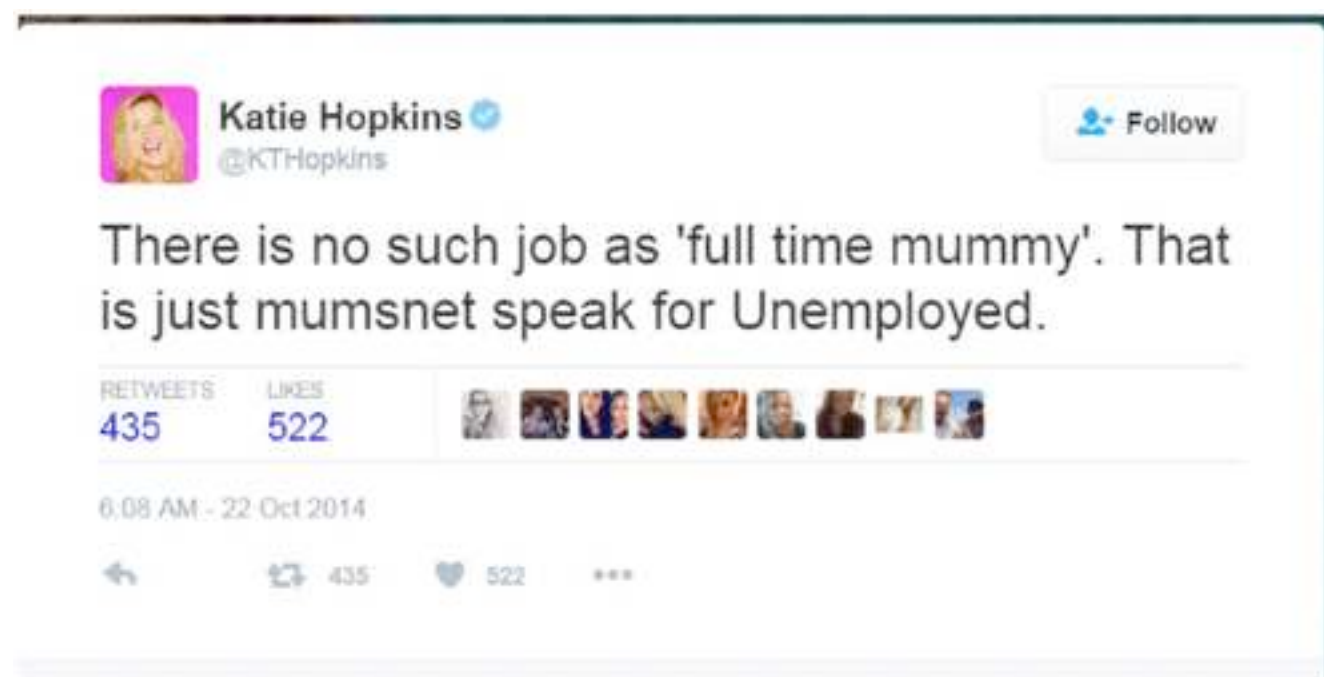 Katie Hopkins
@KTHopkins
Follow
There is no such job as 'full time mummy'. That
is just mumsnet speak for Unemployed.
RETWEETS LIKES
435 522
6:08 AM - 22 Oct 2014
435 522